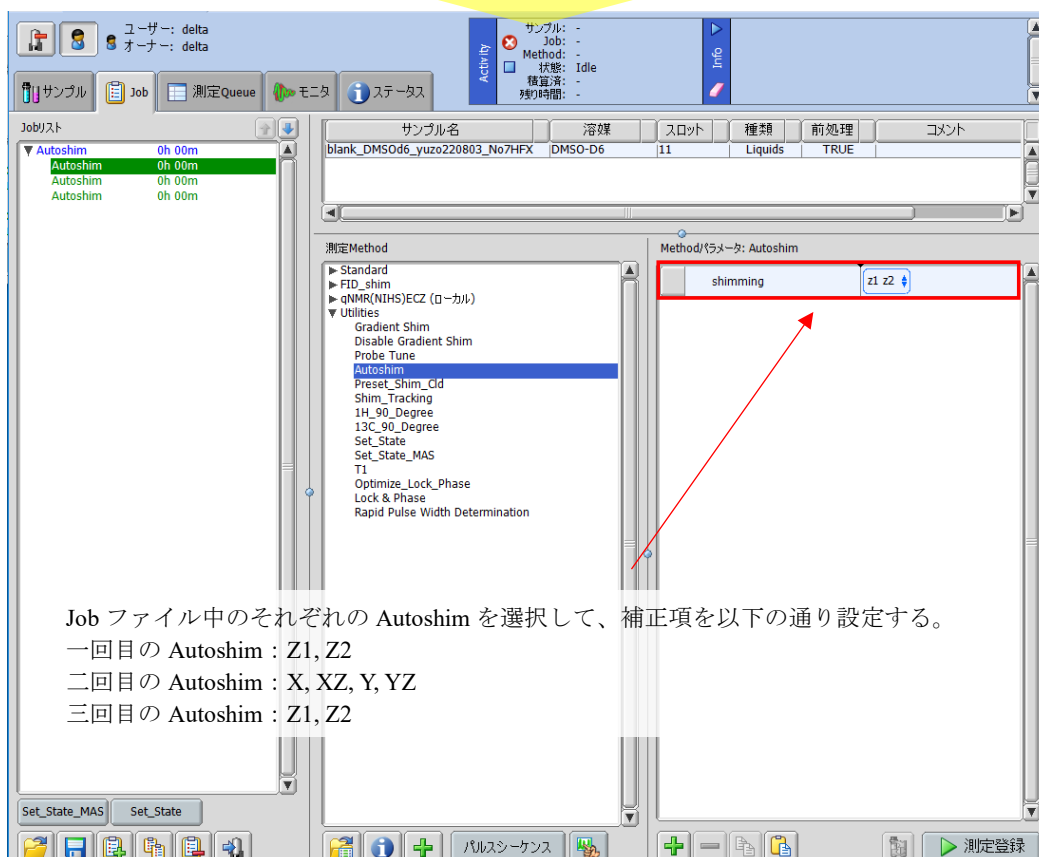 ユーザー: delta
オーナー: delta
サンプル: -
Job: -
Method: -
状態: Idle
積算済: -
残り時間: -
Activity
Info
サンプル
Job
測定Queue
モニタ
ステータス
Jobリスト
Autoshim 0h 00m
Autoshim 0h 00m
Autoshim 0h 00m
Autoshim 0h 00m
サンプル名 溶媒 スロット 種類 前処理 コメント
blank_DMSOd6_yuzo220803_No7HFX DMSO-D6 11 Liquids TRUE
測定Method
Standard
FID_shim
qNMR(NIHS)ECZ (ローカル)
Utilities
Gradient Shim
Disable Gradient Shim
Probe Tune
Autoshim
Preset_Shim_Cld
Shim_Tracking
1H_90_Degree
13C_90_Degree
Set_State
Set_State_MAS
T1
Optimize_Lock_Phase
Lock & Phase
Rapid Pulse Width Determination
Methodパラメータ: Autoshim
shimming z1 z2
Job ファイル中のそれぞれの Autoshim を選択して、補正項を以下の通り設定する。
一回目の Autoshim：Z1, Z2
二回目の Autoshim：X, XZ, Y, YZ
三回目の Autoshim：Z1, Z2
Set_State_MAS Set_State
パルスシーケンス
測定登録